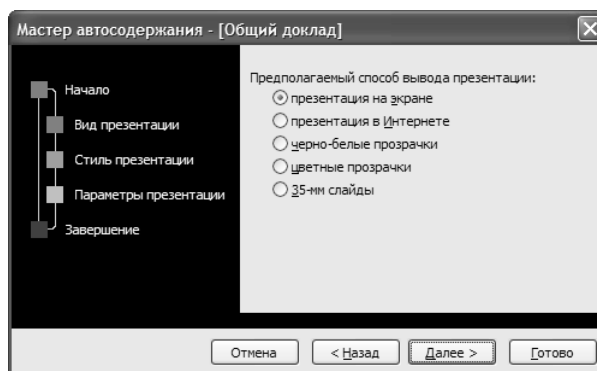 Мастер автосодержания - [Общий доклад]
Начало
Вид презентации
Стиль презентации
Параметры презентации
Завершение
Предполагаемый способ вывода презентации:
презентация на экране
презентация в Интернете
черно-белые прозрачки
цветные прозрачки
35-мм слайды
Отмена
< Назад
Далее >
Готово